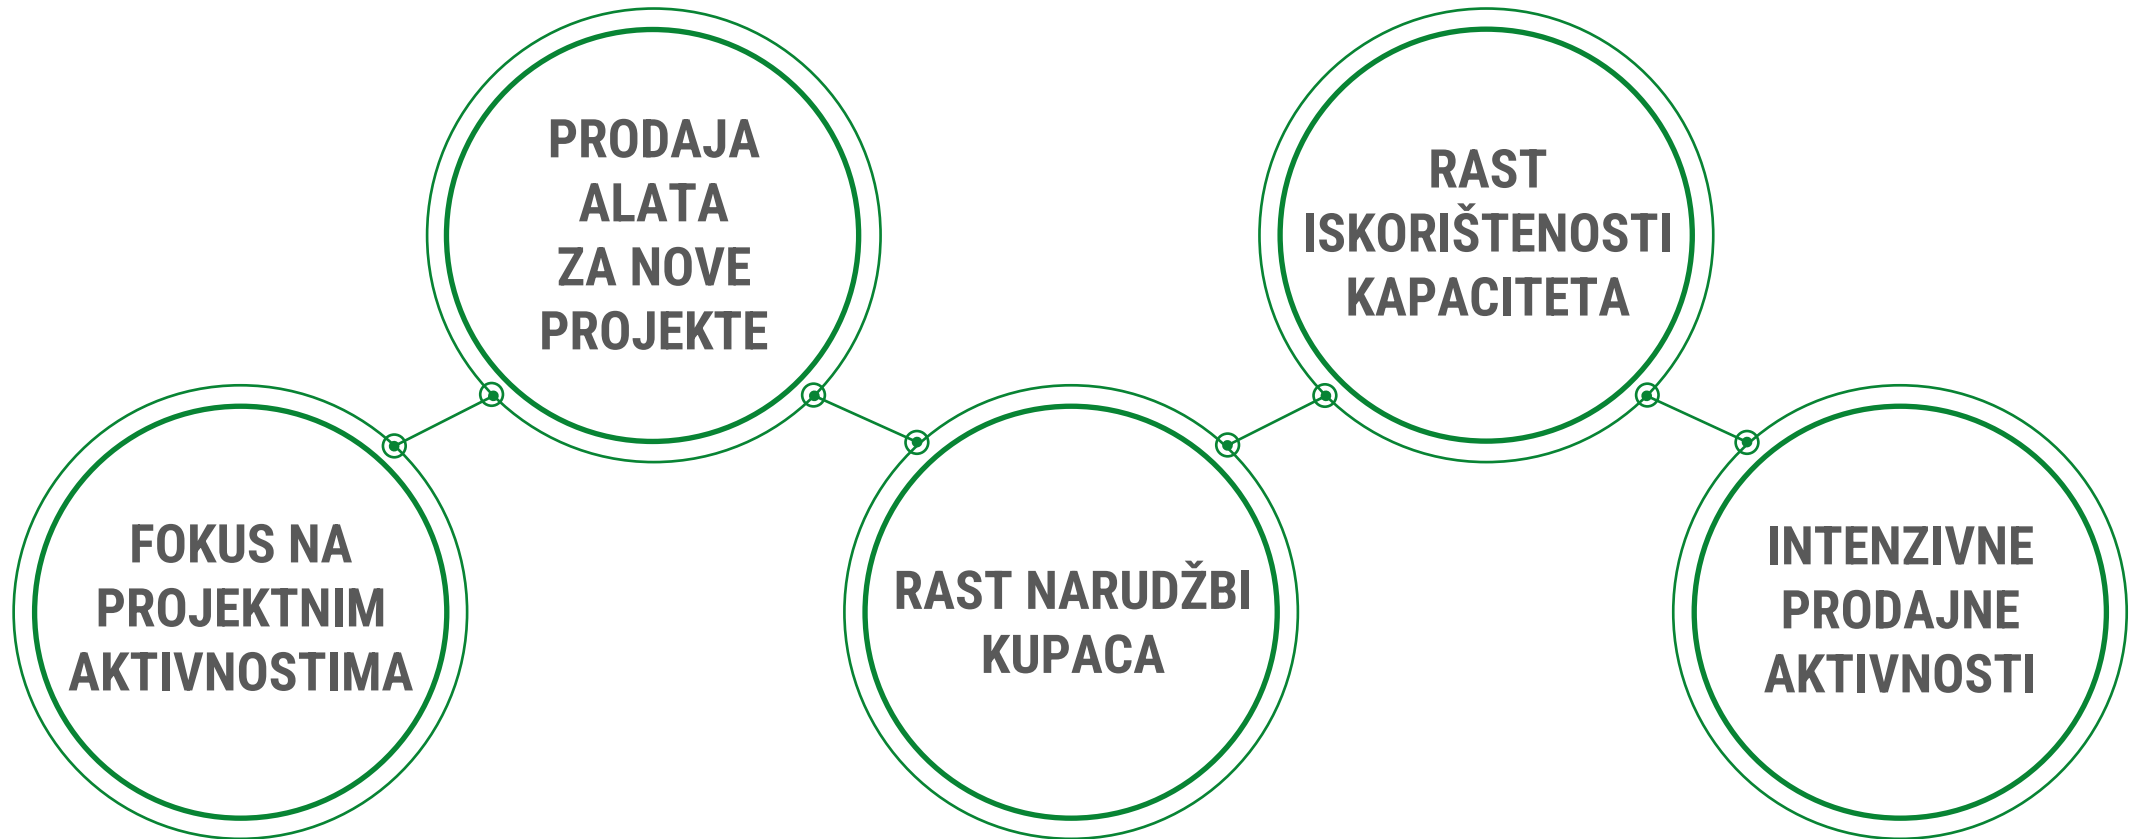 FOKUS NA
PROJEKTNIM
AKTIVNOSTIMA
PRODAJA
ALATA
ZA NOVE
PROJEKTE
RAST NARUDŽBI
KUPACA
RAST
ISKORIŠTENOSTI
KAPACITETA
INTENZIVNE
PRODAJNE
AKTIVNOSTI